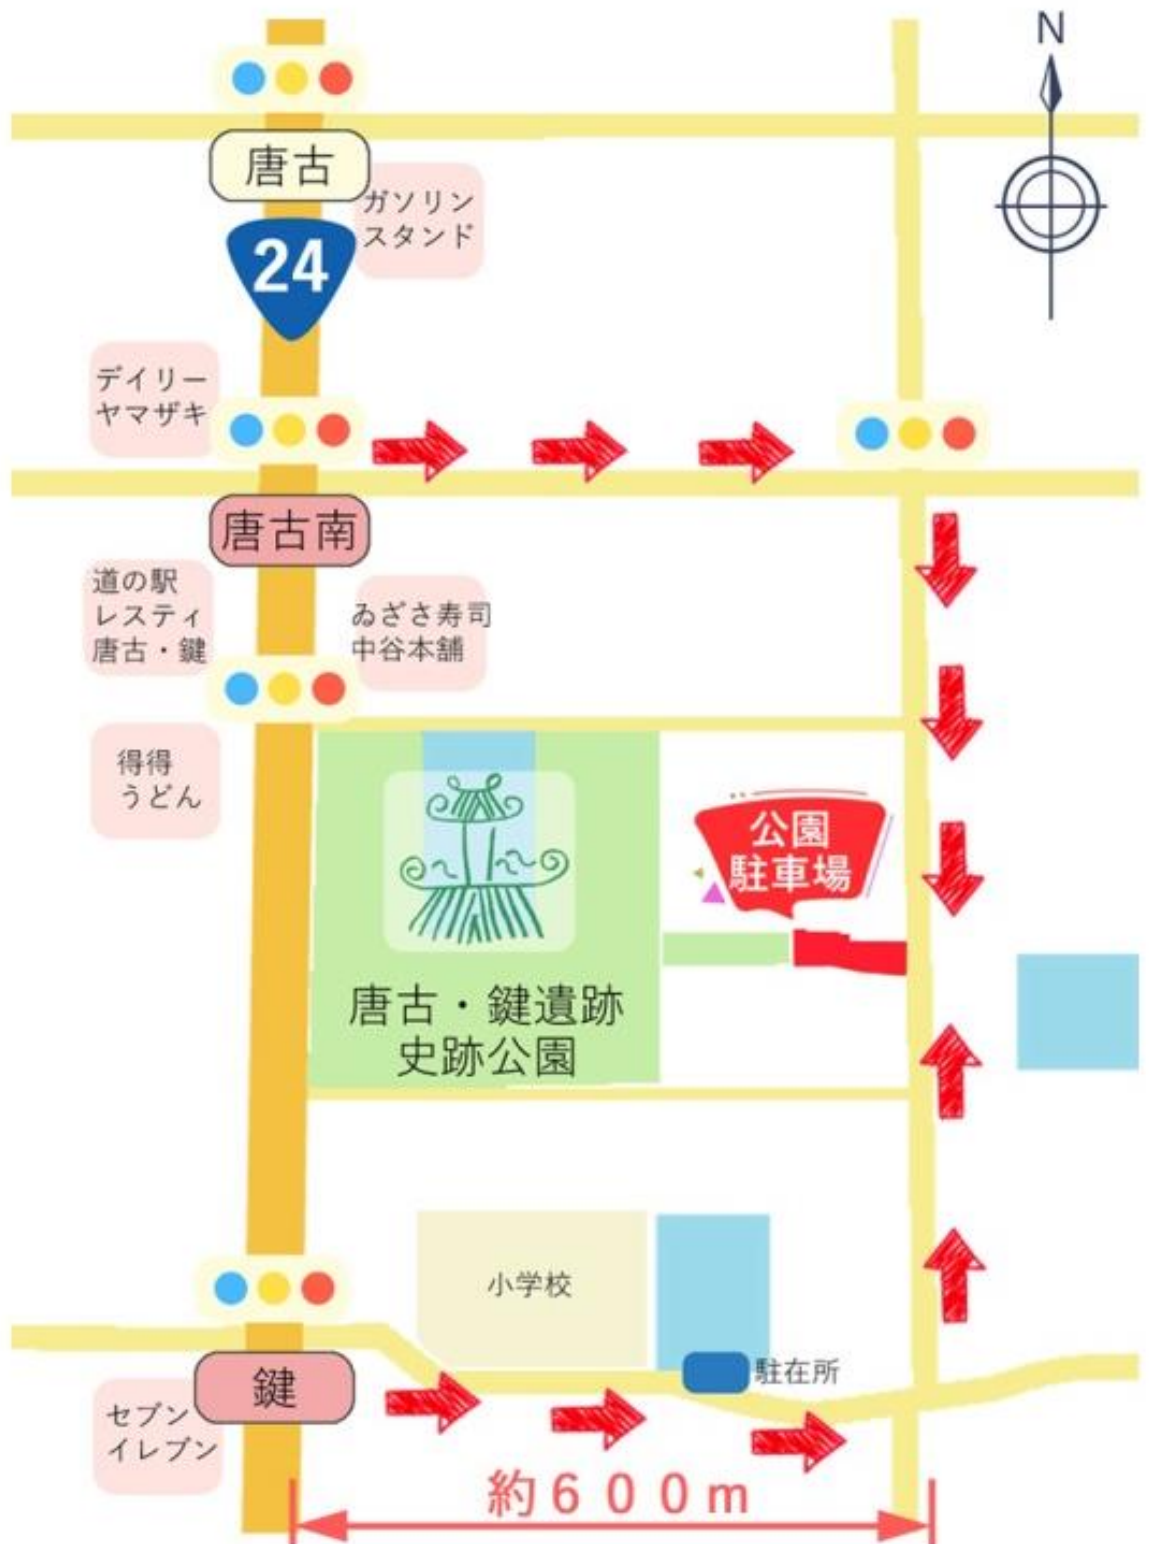 N
唐古
ガソリン
スタンド
24
デイリー
ヤマザキ
唐古南
道の駅
レスティ
唐古・鍵
ゐざさ寿司
中谷本舗
得得
うどん
公園
駐車場
唐古・鍵遺跡
史跡公園
小学校
駐在所
鍵
セブン
イレブン
約600m